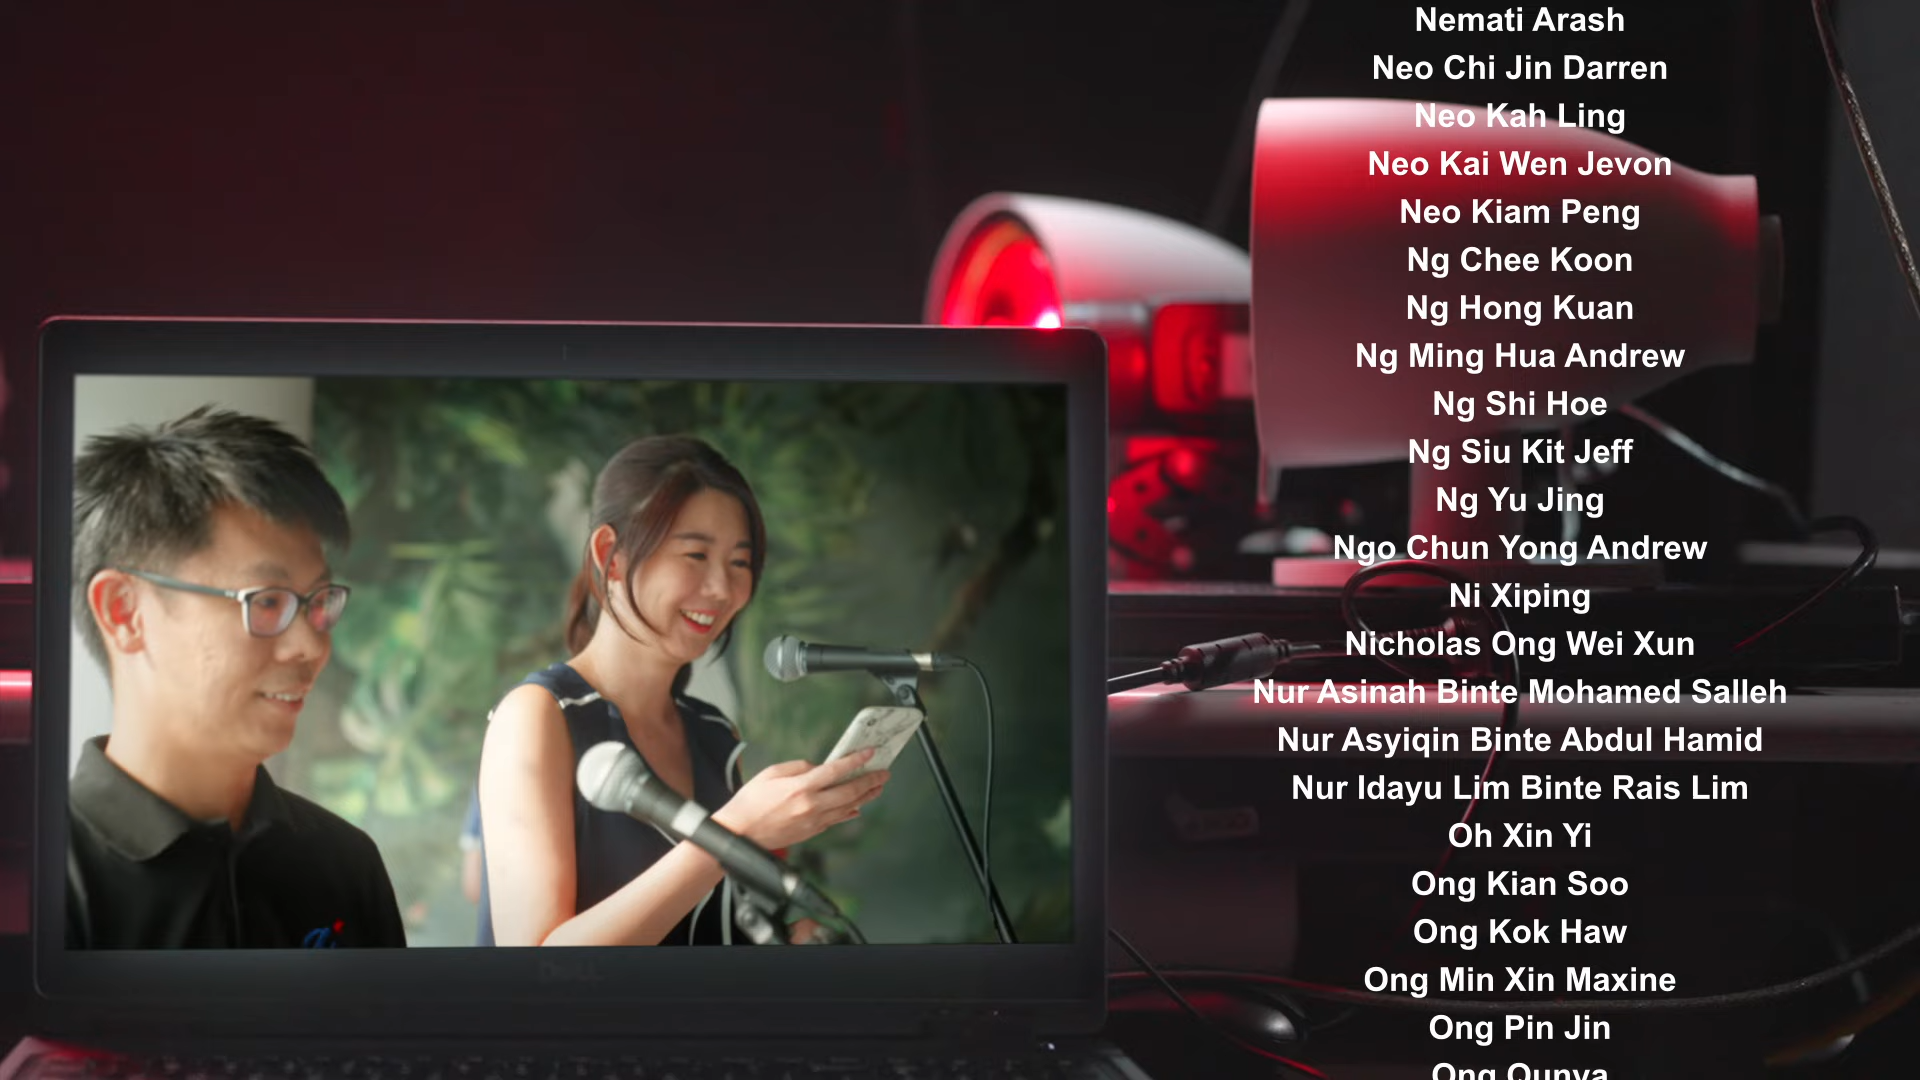 Nemati Arash
Neo Chi Jin Darren
Neo Kah Ling
Neo Kai Wen Jevon
Neo Kiam Peng
Ng Chee Koon
Ng Hong Kuan
Ng Ming Hua Andrew
Ng Shi Hoe
Ng Siu Kit Jeff
Ng Yu Jing
Ngo Chun Yong Andrew
Ni Xiping
Nicholas Ong Wei Xun
Nur Asinah Binte Mohamed Salleh
Nur Asyiqin Binte Abdul Hamid
Nur Idayu Lim Binte Rais Lim
Oh Xin Yi
Ong Kian Soo
Ong Kok Haw
Ong Min Xin Maxine
Ong Pin Jin
Ong Qunya